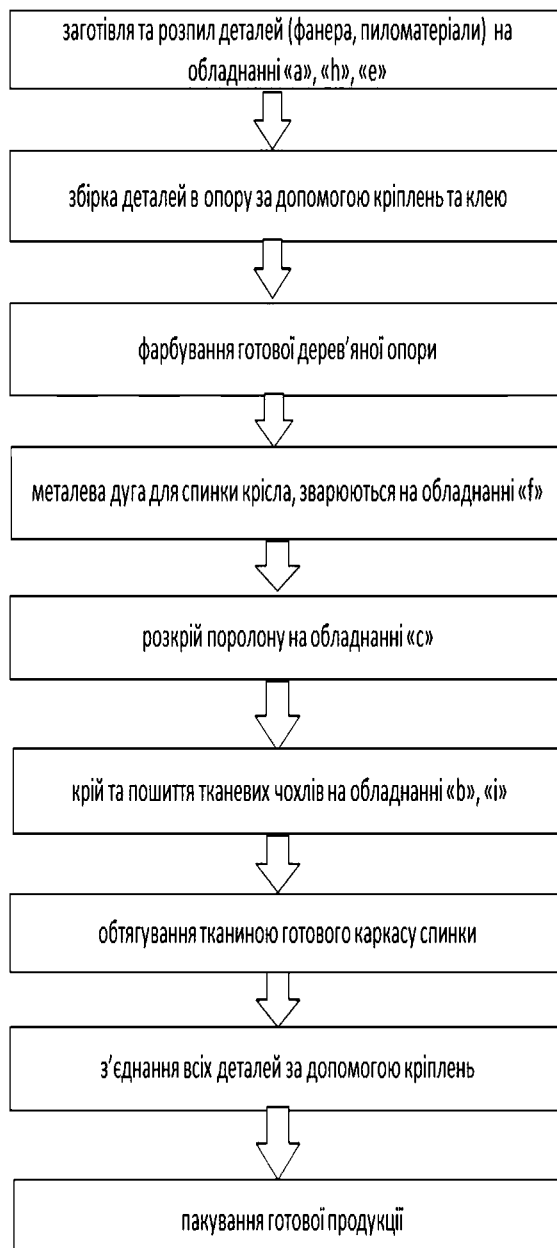 заготівля та розпил деталей (фанера, пиломатеріали) на
обладнанні «a», «h», «e»
збірка деталей в опору за допомогою кріплень та клею
фарбування готової дерев’яної опори
металева дуга для спинки крісла, зварюються на обладнанні «f»
розкрій поролону на обладнанні «c»
крій та пошиття тканевих чохлів на обладнанні «b», «i»
обтягування тканиною готового каркасу спинки
з’єднання всіх деталей за допомогою кріплень
пакування готової продукції